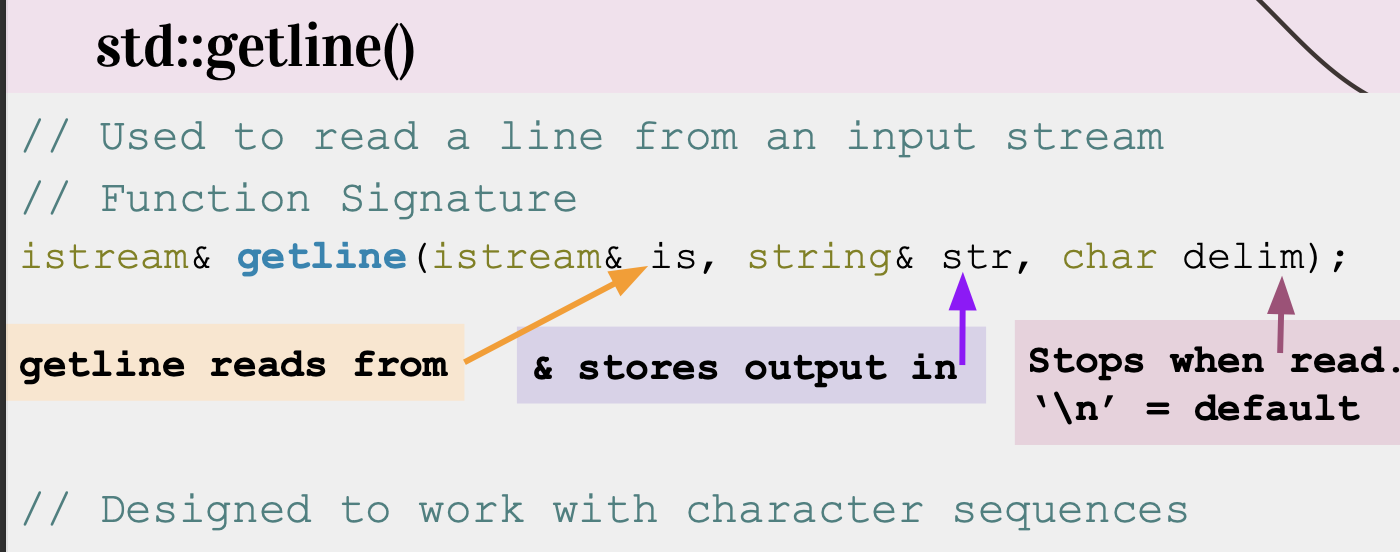 std::getline()
// Used to read a line from an input stream
// Function Signature
istream& getline(istream& is, string& str, char delim);
getline reads from
& stores output in
Stops when read.
‘\n’ = default
// Designed to work with character sequences